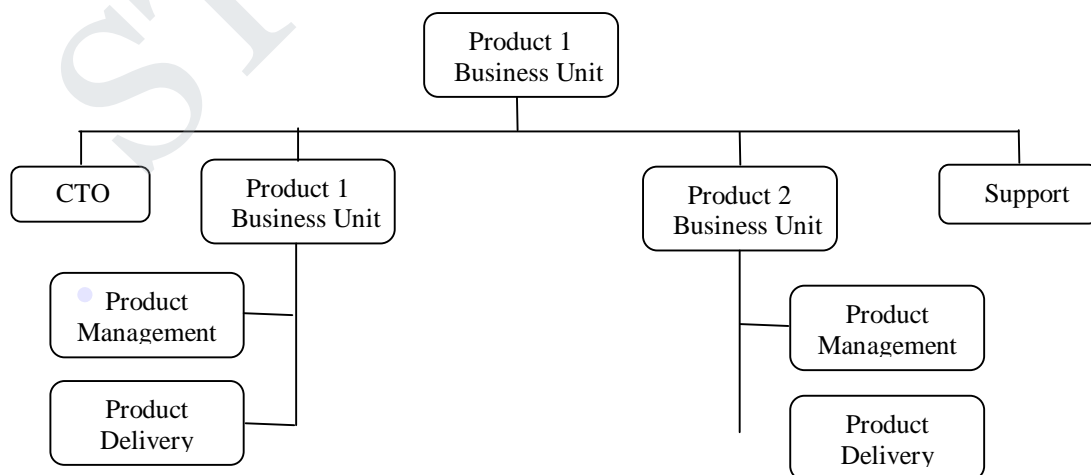 Product 1
Business Unit
CTO
Product 1
Business Unit
Product 2
Business Unit
Support
Product
Management
Product
Management
Product
Delivery
Product
Delivery